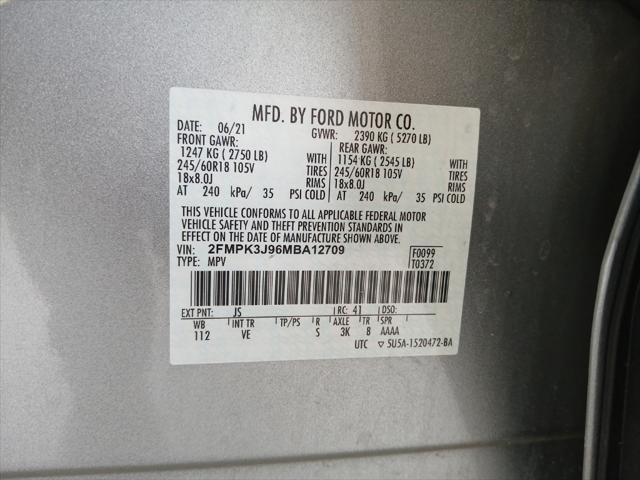 MFD. BY FORD MOTOR CO.
DATE: 06/21 GVWR: 2390 KG ( 5270 LB)
FRONT GAWR: REAR GAWR:
1247 KG ( 2750 LB) WITH 1154 KG ( 2545 LB) WITH
245/60R18 105V TIRES 245/60R18 105V TIRES
18x8.0J RIMS 18x8.0J RIMS
AT 240 kPa/ 35 PSI COLD AT 240 kPa/ 35 PSI COLD
THIS VEHICLE CONFORMS TO ALL APPLICABLE FEDERAL MOTOR
VEHICLE SAFETY AND THEFT PREVENTION STANDARDS IN
EFFECT ON THE DATE OF MANUFACTURE SHOWN ABOVE.
VIN: 2FMPK3J96MBA12709 F0099
TYPE: MPV T0372
EXT PNT: JS RC: 41 DSO:
WB INT TR TP/PS R AXLE TR SPR
112 VE S 3K 8 AAAA
UTC ▽ 5U5A-1520472-BA